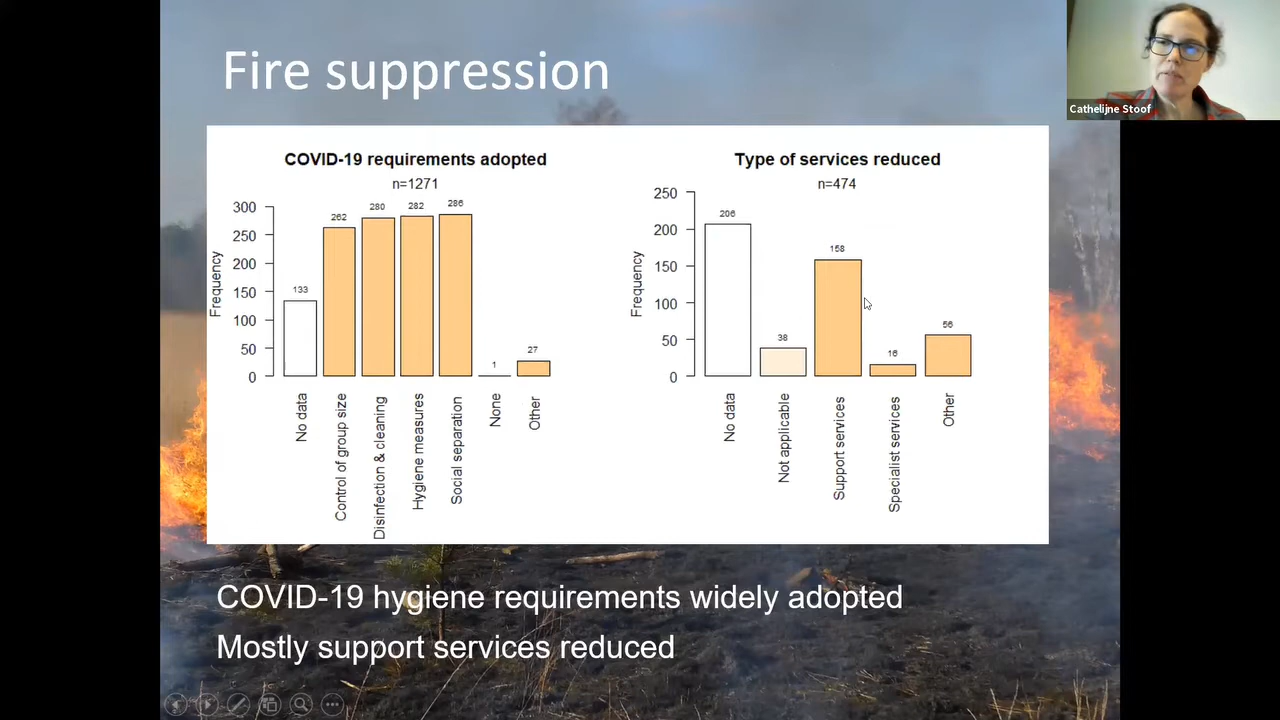 Fire suppression
Cathelijne Stoof
COVID-19 requirements adopted
n=1271
Frequency
300
250
200
150
100
50
0
133
262
280
282
286
1
27
No data
Control of group size
Disinfection & cleaning
Hygiene measures
Social separation
None
Other
Type of services reduced
n=474
Frequency
250
200
150
100
50
0
206
38
158
16
56
No data
Not applicable
Support services
Specialist services
Other
COVID-19 hygiene requirements widely adopted
Mostly support services reduced